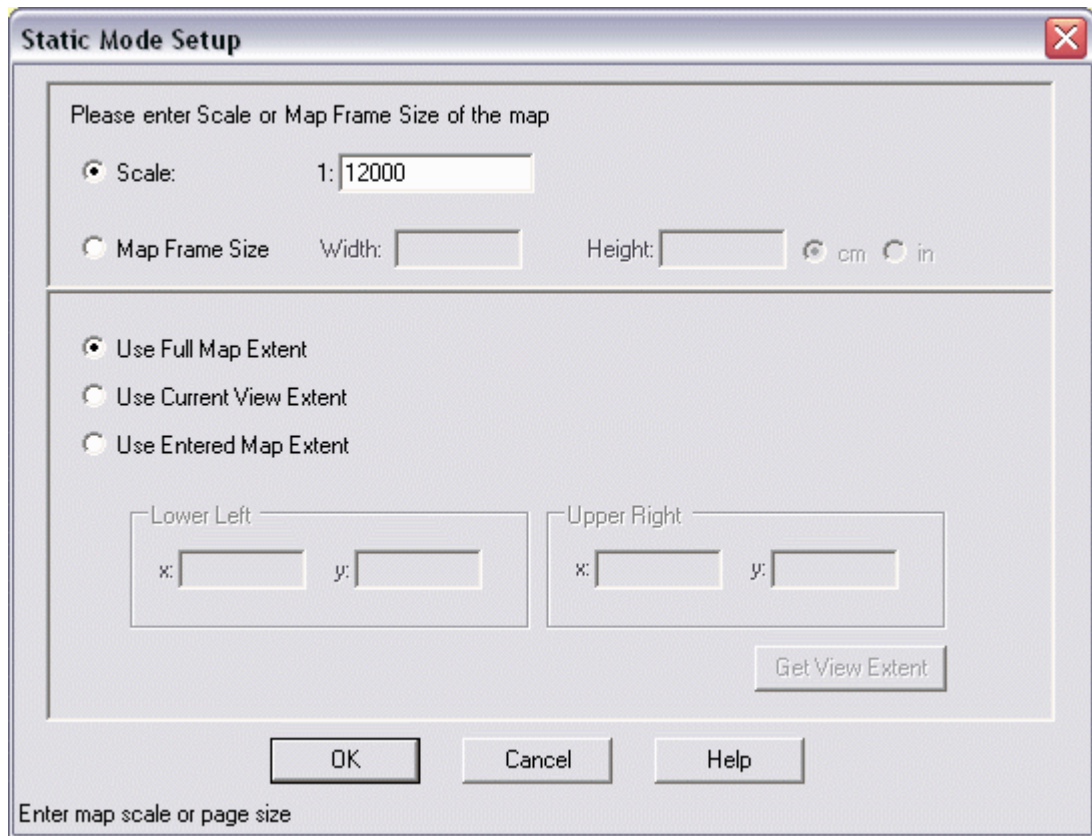 Static Mode Setup
Please enter Scale or Map Frame Size of the map
Scale: 1: 12000
Map Frame Size Width: Height: cm in
Use Full Map Extent
Use Current View Extent
Use Entered Map Extent
Lower Left Upper Right
x: y: x: y:
Get View Extent
OK Cancel Help
Enter map scale or page size